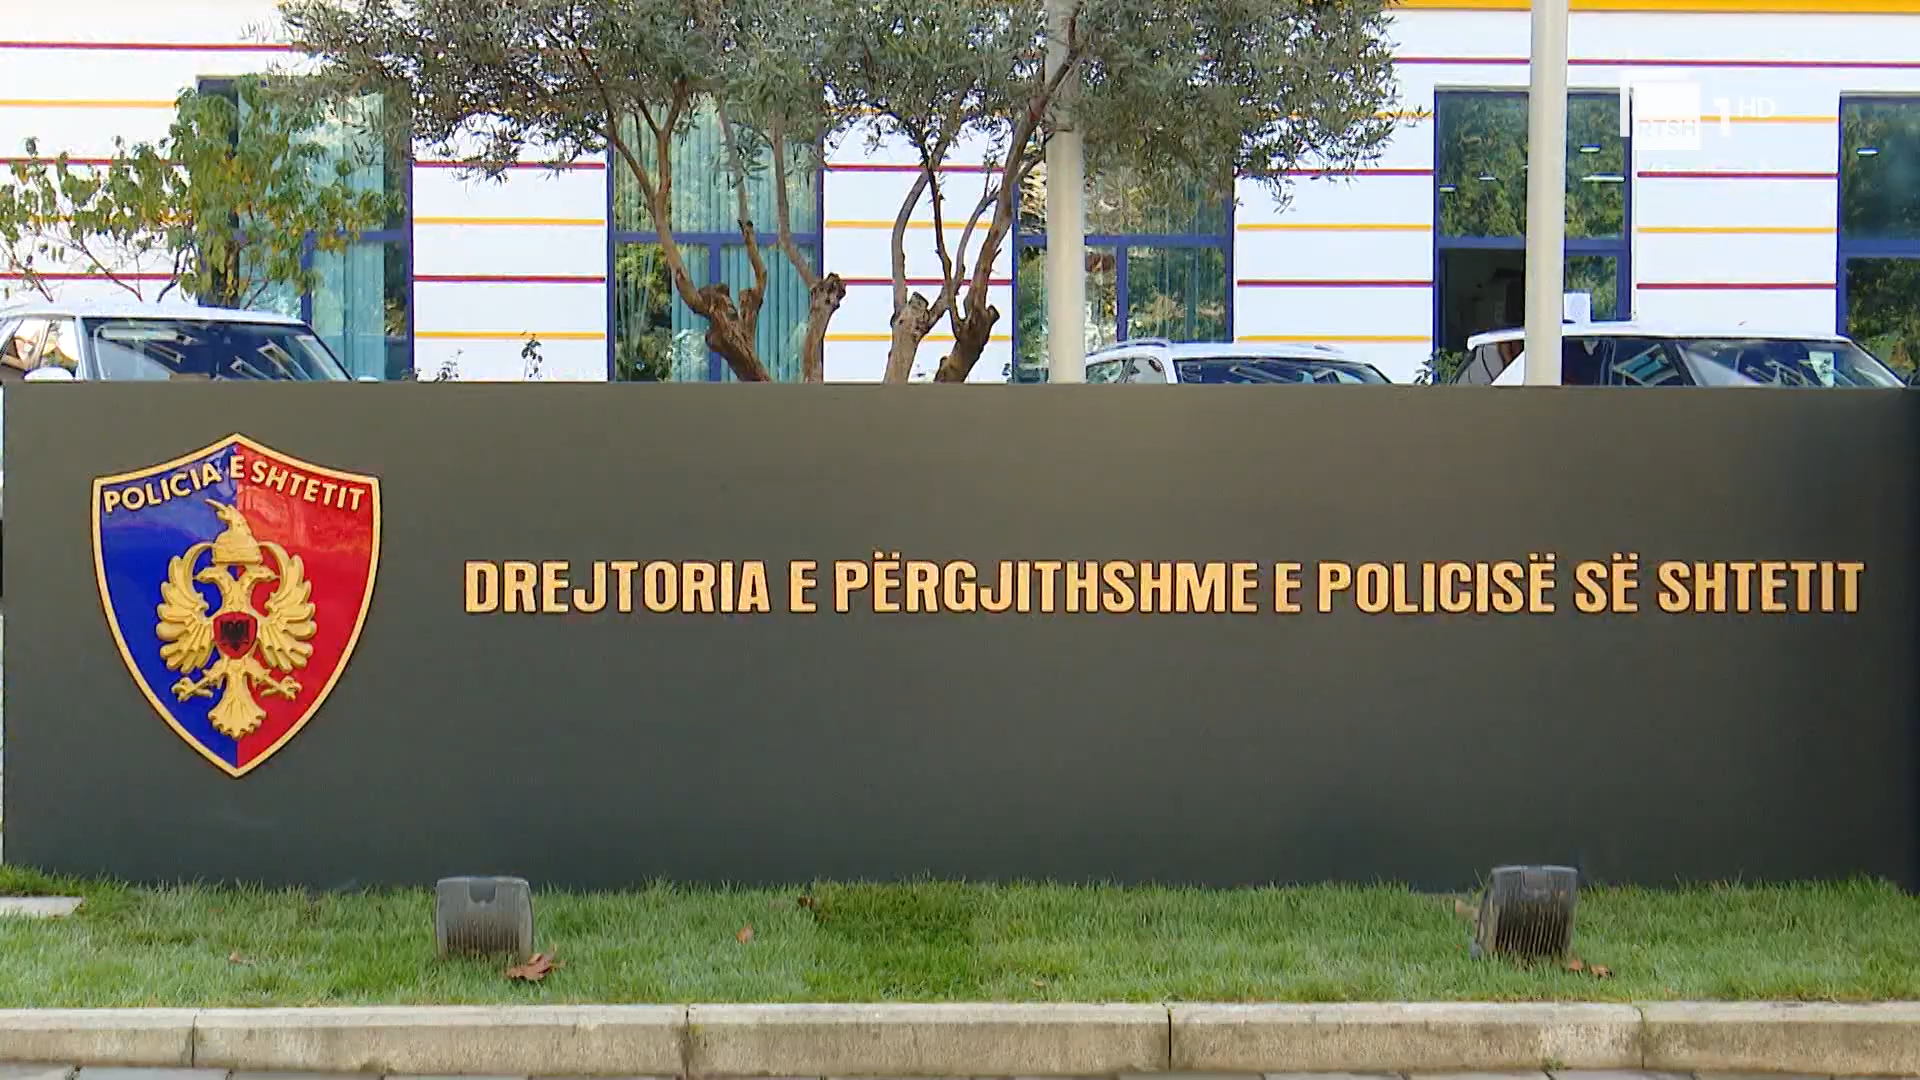 RTSH 1 HD
POLICIA E SHTETIT
DREJTORIA E PËRGJITHSHME E POLICISË SË SHTETIT